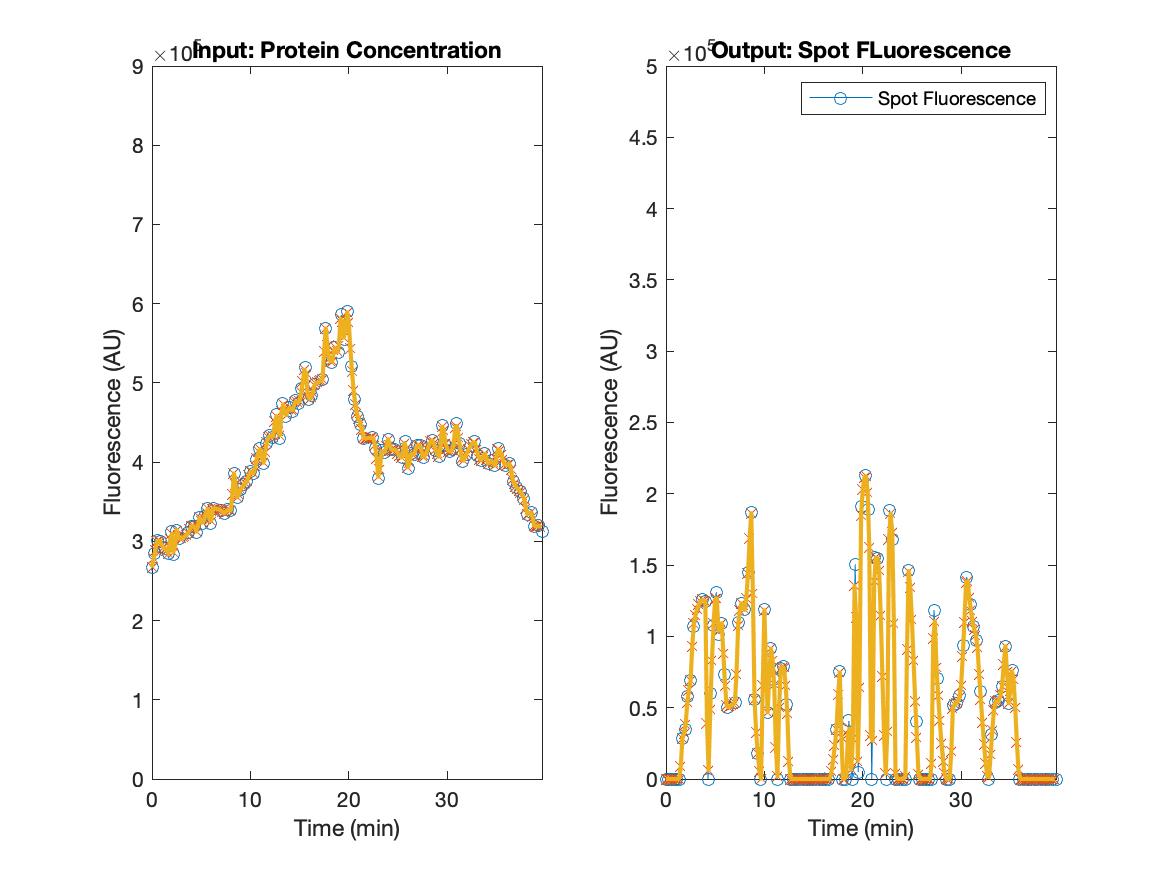 ×10⁵
Input: Protein Concentration
9
8
7
6
5
4
3
2
1
0
Fluorescence (AU)
0 10 20 30
Time (min)
×10⁵
Output: Spot FLuorescence
Spot Fluorescence
5
4.5
4
3.5
3
2.5
2
1.5
1
0.5
0
Fluorescence (AU)
0 10 20 30
Time (min)